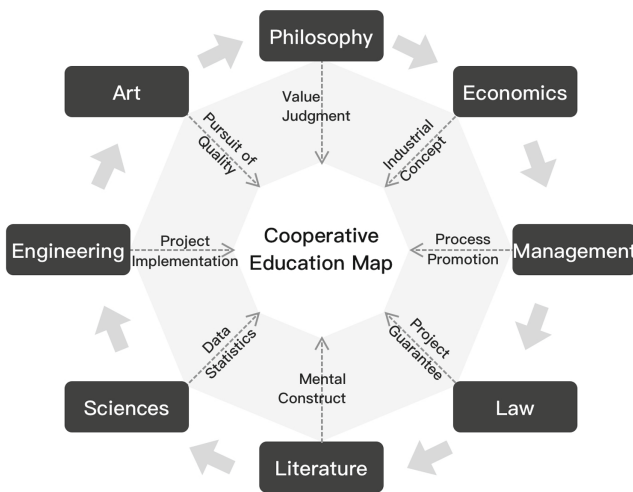 Philosophy
Art
Economics
Value
Judgment
Pursuit of
Quality
Industrial
Concept
Engineering
Project
Implementation
Cooperative
Education Map
Process
Promotion
Management
Data
Statistics
Mental
Construct
Project
Guarantee
Sciences
Law
Literature